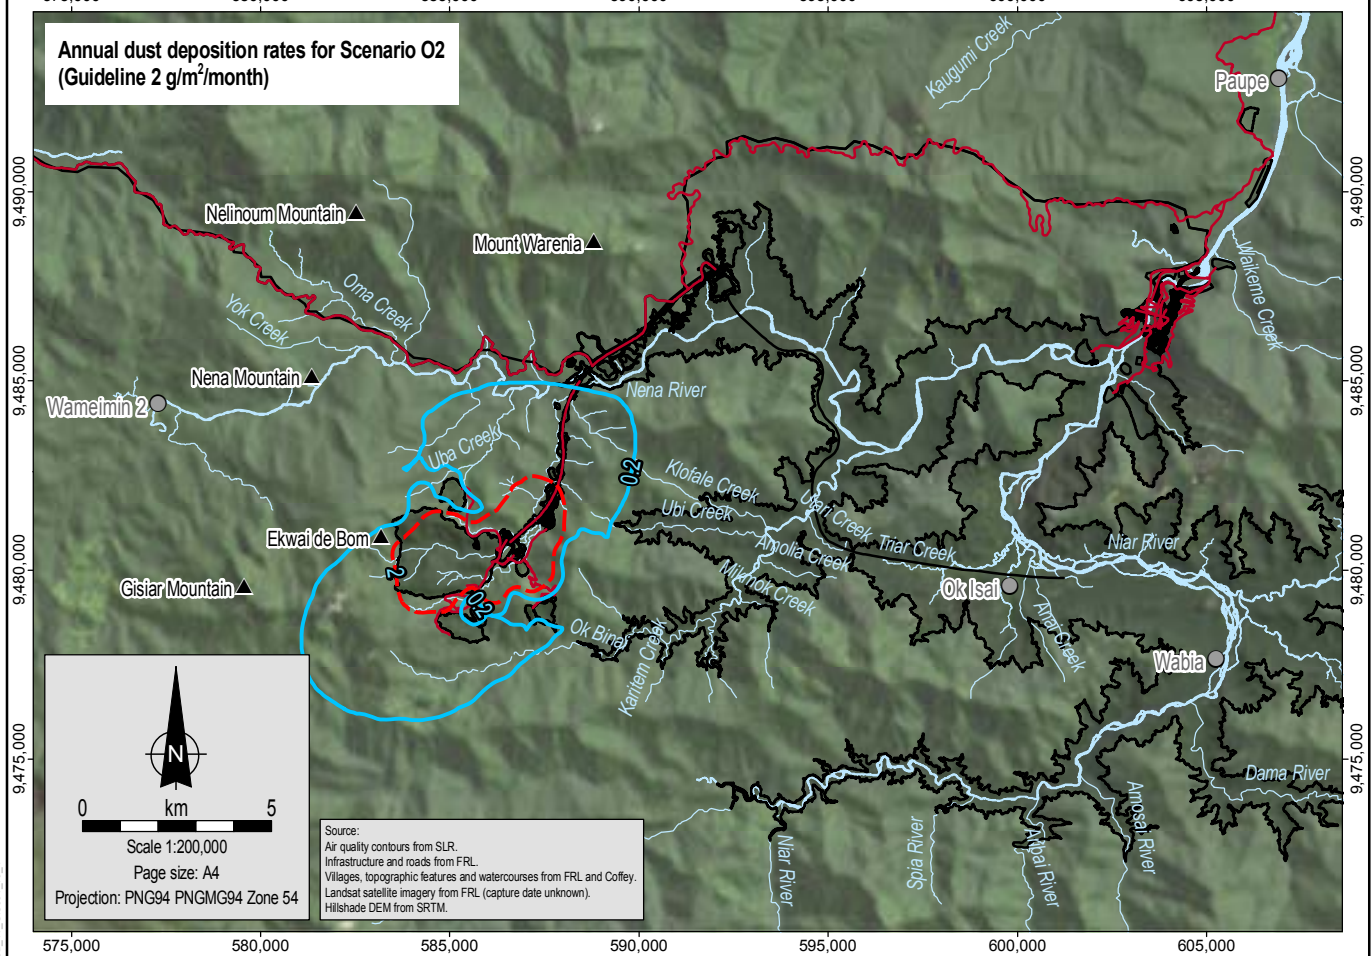 Annual dust deposition rates for Scenario O2
(Guideline 2 g/m²/month)
Kaugumi Creek
Paupe
9,490,000
9,490,000
Nelinoum Mountain
Mount Warenia
Oma Creek
Yok Creek
Waikeme Creek
Nena Mountain
9,485,000
9,485,000
Nena River
Wameimin 2
Uba Creek
0.2
Klofale Creek
Ubi Creek
Usari Creek
Triar Creek
Niar River
Amolia Creek
Ekwai de Bom
9,480,000
9,480,000
2
Mikmok Creek
Gisiar Mountain
Ok Isai
0.2
Ok Binai
Karitem Creek
Wabia
N
9,475,000
9,475,000
Dama River
Amosai River
0 km 5
Scale 1:200,000
Page size: A4
Projection: PNG94 PNGMG94 Zone 54
Source:
Air quality contours from SLR.
Infrastructure and roads from FRL.
Villages, topographic features and watercourses from FRL and Coffey.
Landsat satellite imagery from FRL (capture date unknown).
Hillshade DEM from SRTM.
Niar River
Spia River
River
575,000
580,000
585,000
590,000
595,000
600,000
605,000